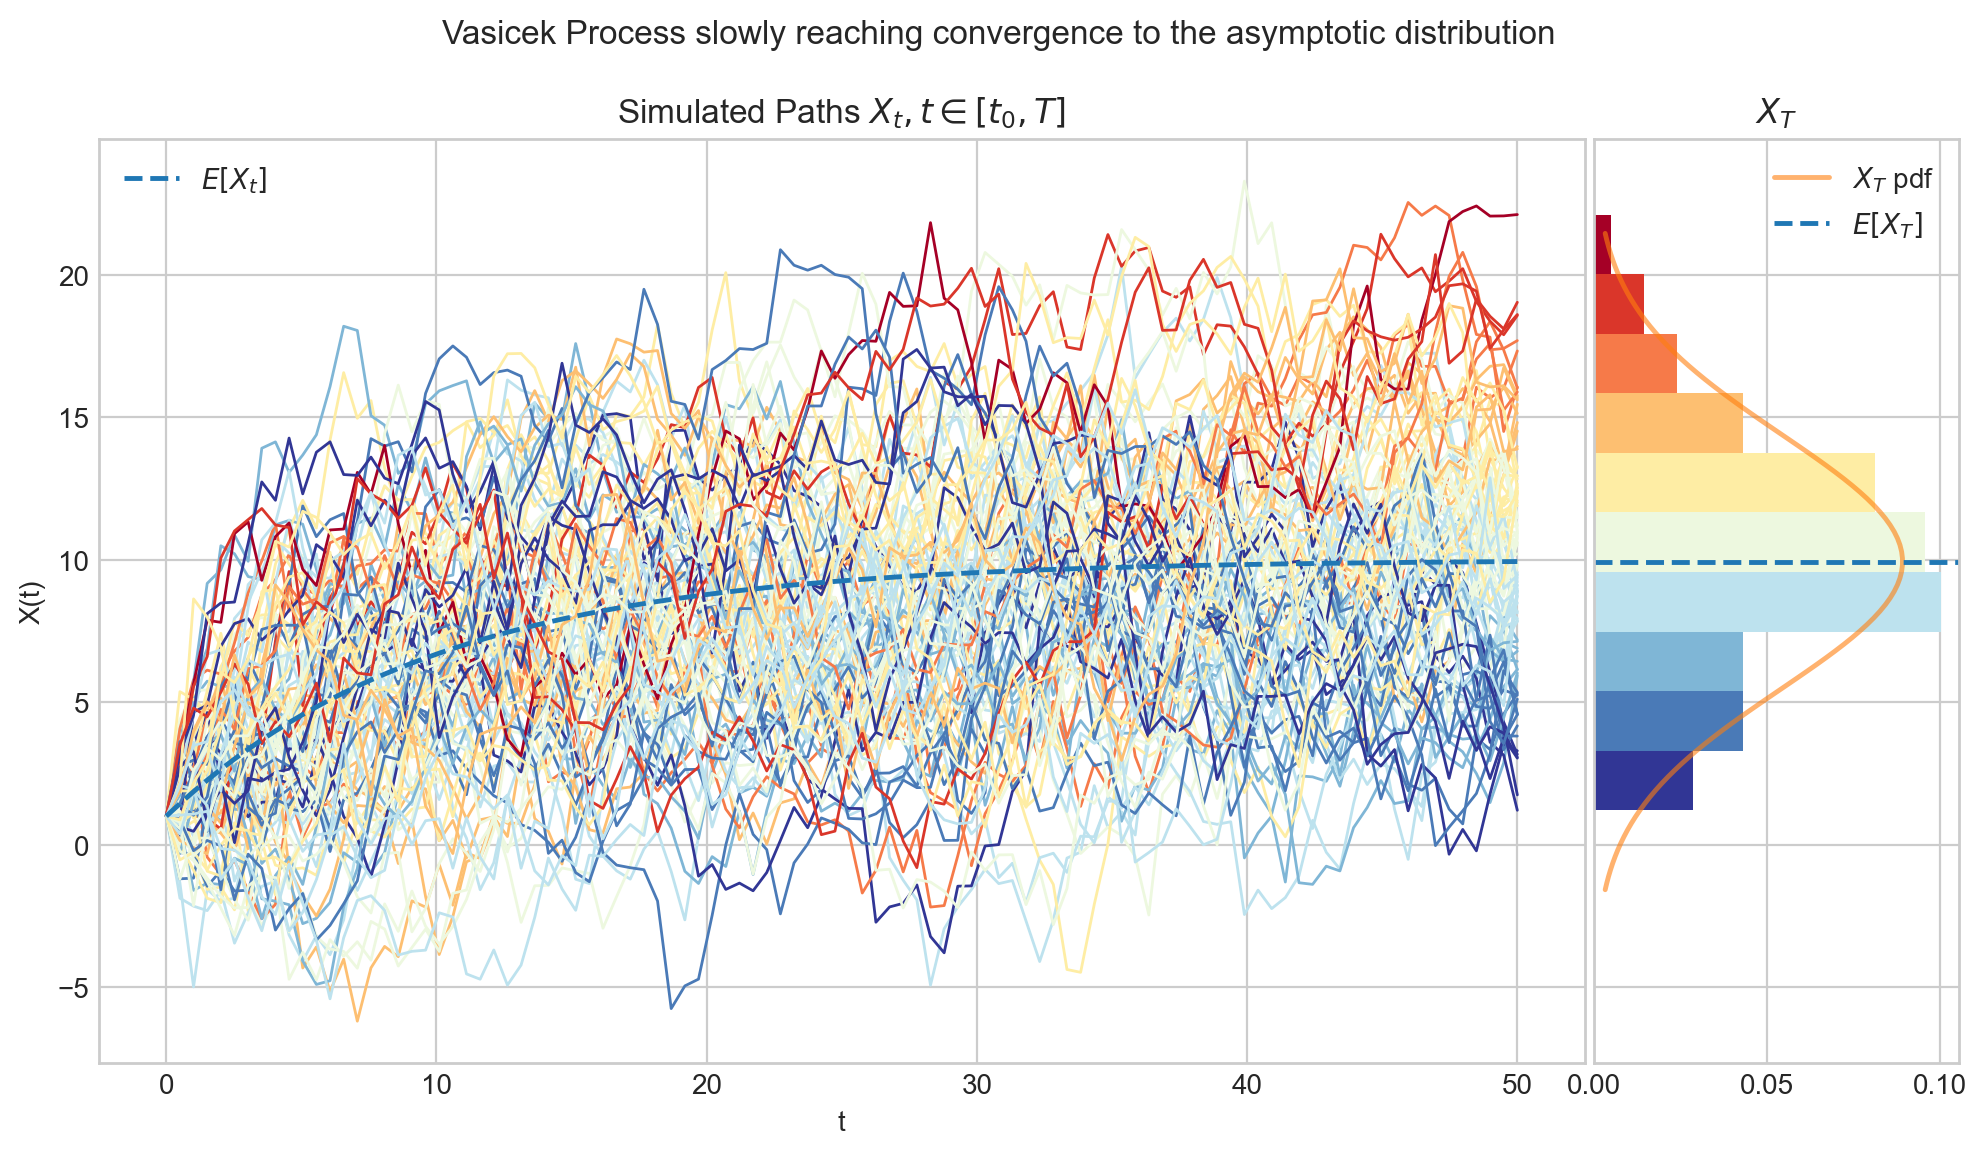 Vasicek Process slowly reaching convergence to the asymptotic distribution
Simulated Paths $X_t, t \in [t_0, T]$
$X_T$
$E[X_t]$
$X_T$ pdf
$E[X_T]$
X(t)
20
15
10
5
0
−5
0 10 20 30 40 50
0.00 0.05 0.10
t